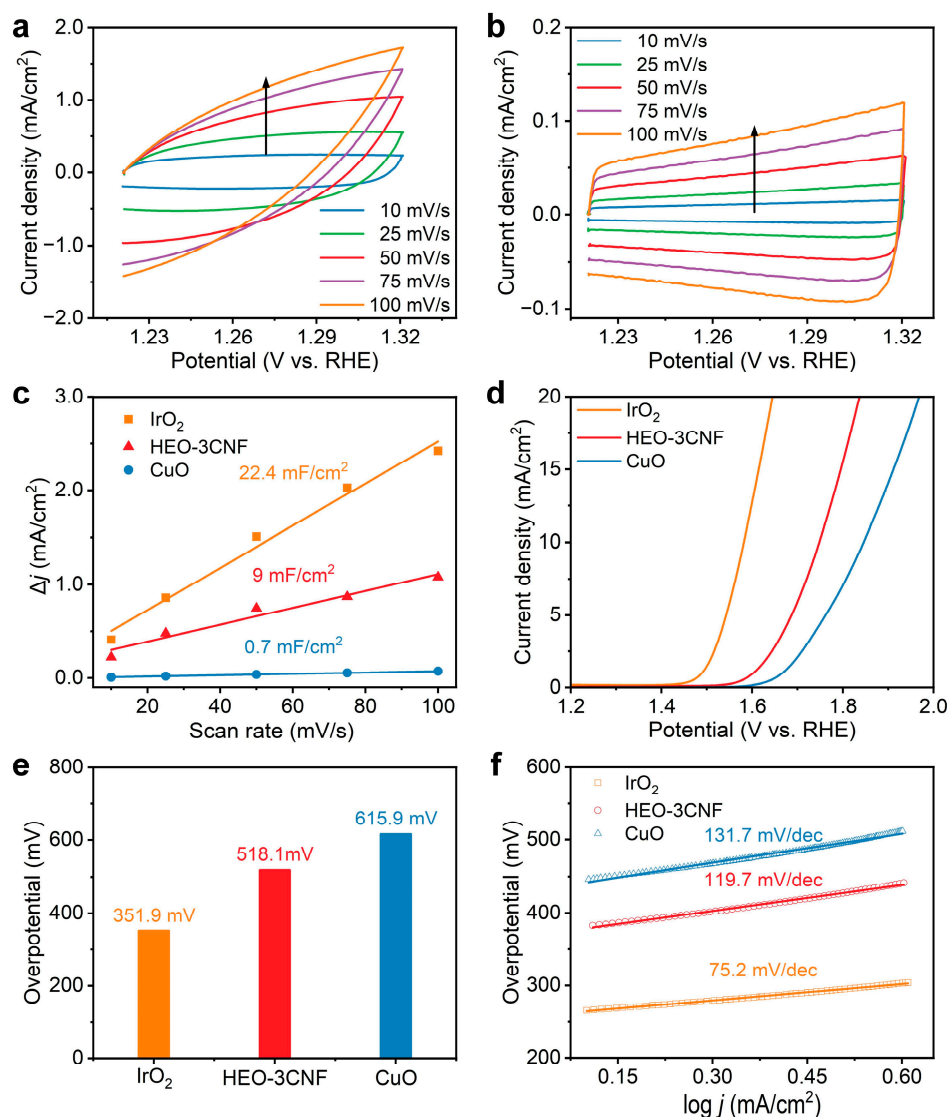 a
2.0
1.0
0.0
−1.0
−2.0
Current density (mA/cm²)
1.23
1.26
1.29
1.32
Potential (V vs. RHE)
10 mV/s
25 mV/s
50 mV/s
75 mV/s
100 mV/s
b
0.2
0.1
0.0
−0.1
Current density (mA/cm²)
1.23
1.26
1.29
1.32
Potential (V vs. RHE)
10 mV/s
25 mV/s
50 mV/s
75 mV/s
100 mV/s
c
3.0
2.0
1.0
0.0
Δj (mA/cm²)
20
40
60
80
100
Scan rate (mV/s)
IrO₂
HEO-3CNF
CuO
22.4 mF/cm²
9 mF/cm²
0.7 mF/cm²
d
20
15
10
5
0
Current density (mA/cm²)
1.2
1.4
1.6
1.8
2.0
Potential (V vs. RHE)
IrO₂
HEO-3CNF
CuO
e
800
600
400
200
0
Overpotential (mV)
351.9 mV
518.1mV
615.9 mV
IrO₂
HEO-3CNF
CuO
f
600
500
400
300
200
Overpotential (mV)
0.15
0.30
0.45
0.60
log j (mA/cm²)
IrO₂
HEO-3CNF
CuO
131.7 mV/dec
119.7 mV/dec
75.2 mV/dec